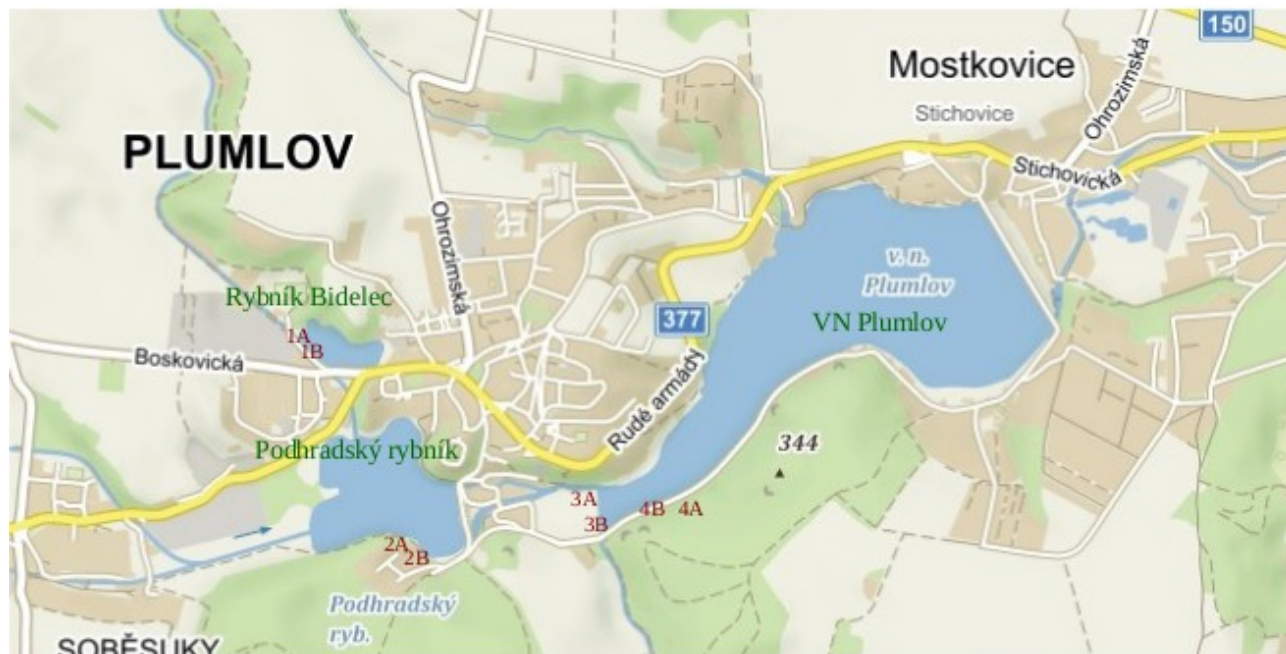 150
Mostkovice
Stichovice
Ohrozimská
PLUMLOV
Stichovická
Ohrozimská
v. n.
Plumlov
Rybník Bidelec
377
VN Plumlov
1A
1B
Boskovická
Rudé armády
Podhradský rybník
344
3A
4B
4A
3B
2A
2B
Podhradský
ryb.
SOBĚSUKY